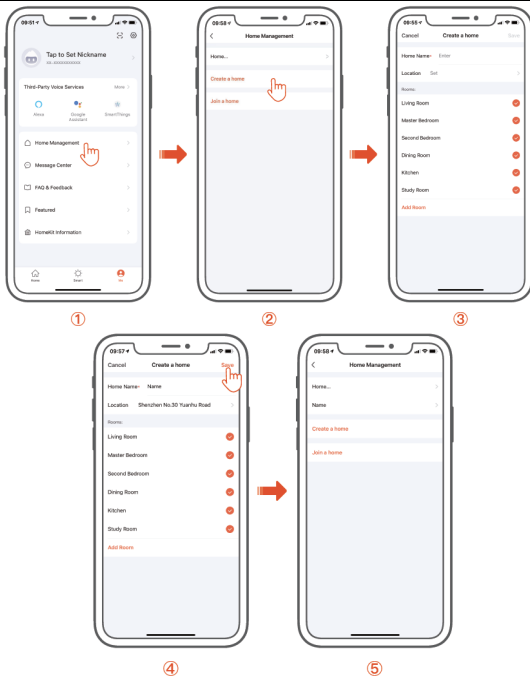 09:51
Tap to Set Nickname
xx-xxxxxxxxxxx
Third-Party Voice Services More
Alexa
Google Assistant
SmartThings
Home Management
Message Center
FAQ & Feedback
Featured
HomeKit Information
Home Smart Me
①
09:58
Home Management
Home...
Create a home
Join a home
②
09:55
Cancel Create a home Save
Home Name* Enter
Location Set
Rooms:
Living Room
Master Bedroom
Second Bedroom
Dining Room
Kitchen
Study Room
Add Room
③
09:57
Cancel Create a home Save
Home Name* Name
Location Shenzhen No.30 Yuanhu Road
Rooms:
Living Room
Master Bedroom
Second Bedroom
Dining Room
Kitchen
Study Room
Add Room
④
09:58
Home Management
Home...
Name
Create a home
Join a home
⑤